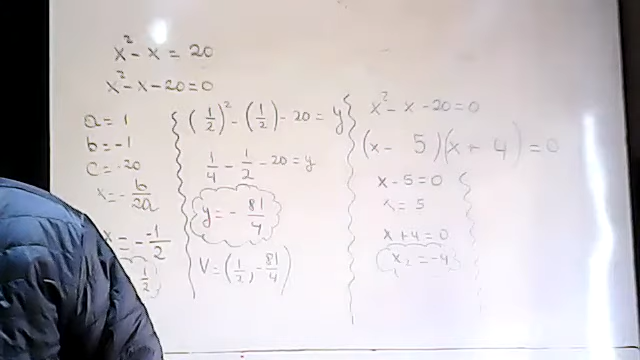 x² - x = 20
x² - x - 20 = 0
a = 1
b = -1
c = -20
x = - b/2a
x = - -1/2
1/2
(1/2)² - (1/2) - 20 = y
1/4 - 1/2 - 20 = y
y = - 81/4
V = (1/2, - 81/4)
x² - x - 20 = 0
(x - 5)(x + 4) = 0
x - 5 = 0
x = 5
x + 4 = 0
x₂ = -4